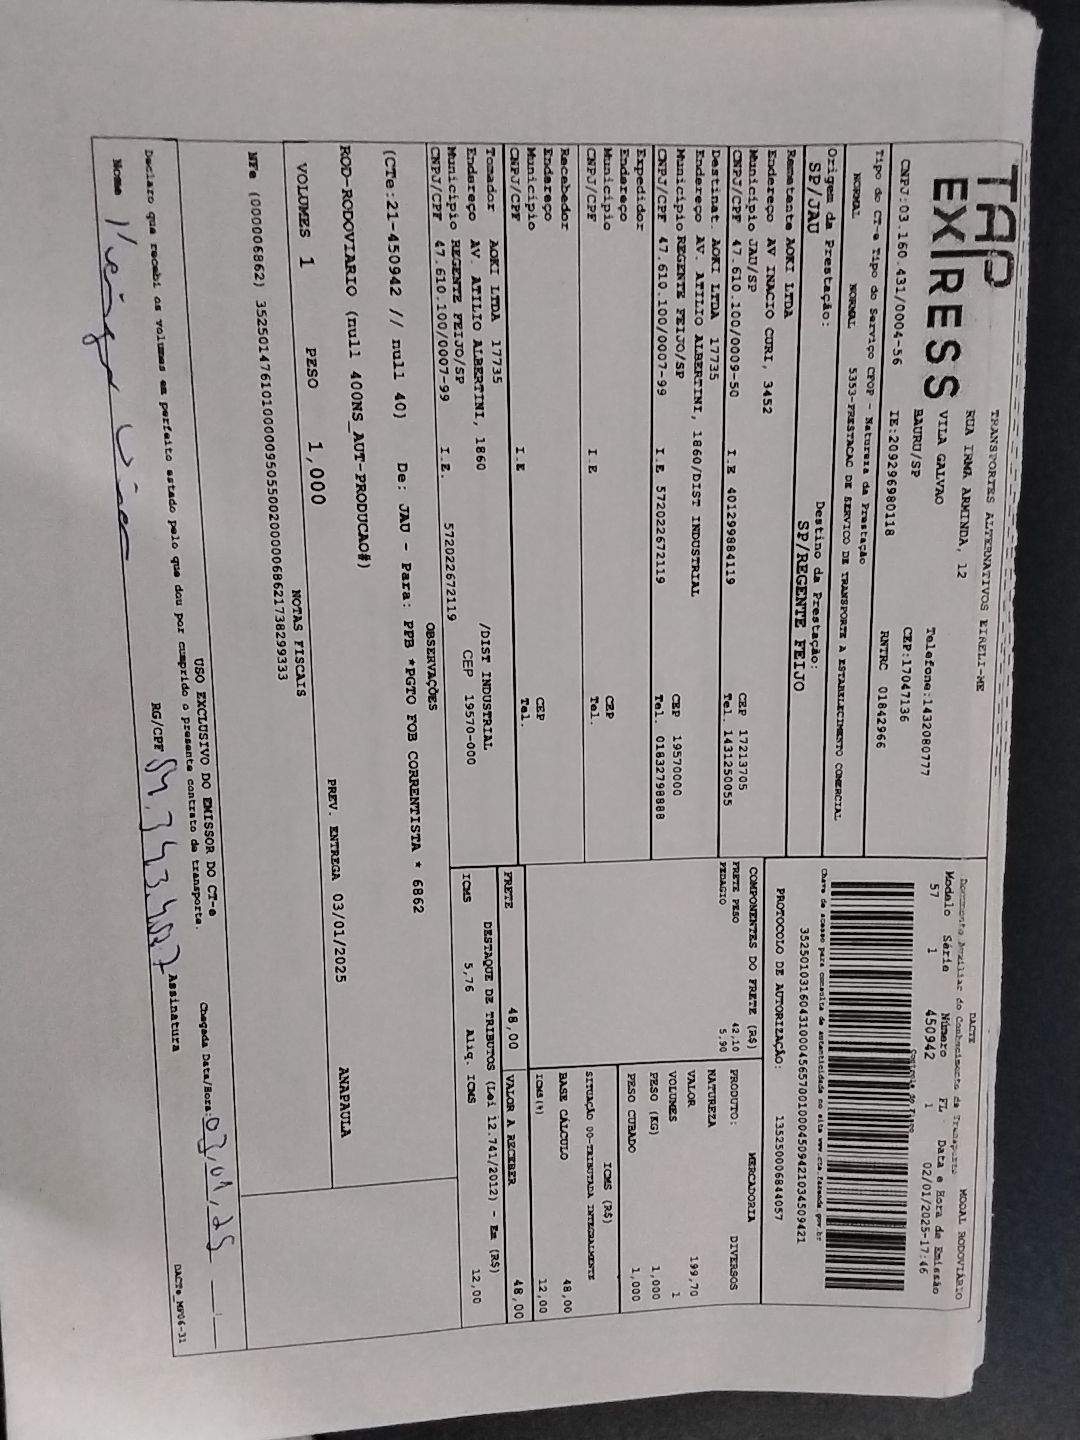 TAP EXPRESS
TRANSPORTES ALTERNATIVOS EIRELI-ME
RUA IRMA ARMINDA, 12
VILA GALVAO Telefone:1432080777
BAURU/SP CEP:17047136
CNPJ:03.160.431/0004-56 IE:209296980118 RNTRC 01842966
Tipo do CT-e Tipo do Serviço CFOP - Natureza da Prestação
NORMAL NORMAL 5353-PRESTACAO DE SERVICO DE TRANSPORTE A ESTABELECIMENTO COMERCIAL
Origem da Prestação: Destino da Prestação:
SP/JAU SP/REGENTE FEIJO
Remetente AOKI LTDA
Endereço AV INACIO CURI, 3452
Município JAU/SP CEP 17213705
CNPJ/CPF 47.610.100/0009-50 I.E 401299884119 Tel. 1431250055
Destinat. AOKI LTDA 17735
Endereço AV. ATILIO ALBERTINI, 1860/DIST INDUSTRIAL
Município REGENTE FEIJO/SP CEP 19570000
CNPJ/CPF 47.610.100/0007-99 I.E 572022672119 Tel. 01832798888
Expedidor
Endereço
Município CEP
CNPJ/CPF I.E Tel.
Recebedor
Endereço
Município CEP
CNPJ/CPF I.E Tel.
Tomador AOKI LTDA 17735
Endereço AV. ATILIO ALBERTINI, 1860 /DIST INDUSTRIAL
Município REGENTE FEIJO/SP CEP 19570-000
CNPJ/CPF 47.610.100/0007-99 I.E. 572022672119
DACTE MODAL RODOVIÁRIO
Documento Auxiliar do Conhecimento de Transporte
Modelo Série Número FL Data e Hora de Emissão
57 1 450942 1 02/01/2025-17:46
Controle do Fisco
Chave de acesso para consulta de autenticidade no site www.cte.fazenda.gov.br
35250103160431000456570010004509421034509421
PROTOCOLO DE AUTORIZAÇÃO: 135250006844057
COMPONENTES DO FRETE (R$)
FRETE PESO 42,10
PEDAGIO 5,90
PRODUTO: MERCADORIA
NATUREZA DIVERSOS
VALOR 199,70
VOLUMES 1
PESO (KG) 1,000
PESO CUBADO 1,000
ICMS (R$)
SITUAÇÃO 00-TRIBUTADA INTEGRALMENTE
BASE CÁLCULO 48,00
ICMS(%) 12,00
FRETE 48,00 VALOR A RECEBER 48,00
DESTAQUE DE TRIBUTOS (Lei 12.741/2012) - Em (R$)
ICMS 5,76 Aliq. ICMS 12,00
OBSERVAÇÕES
(CTe:21-450942 // null 40) De: JAU - Para: PPB *PGTO FOB CORRENTISTA * 6862
ROD-RODOVIARIO (null 400NS_AUT-PRODUCAO#)
PREV. ENTREGA 03/01/2025 ANAPAULA
VOLUMES 1 PESO 1,000
NOTAS FISCAIS
NFe (000006862) 35250147610100000950550020000068621738299333
USO EXCLUSIVO DO EMISSOR DO CT-e
Declaro que recebi os volumes em perfeito estado pelo que dou por cumprido o presente contrato de transporte.
Chegada Data/Hora: 03/01/25
Nome RG/CPF Assinatura
DACTe_MP06-31